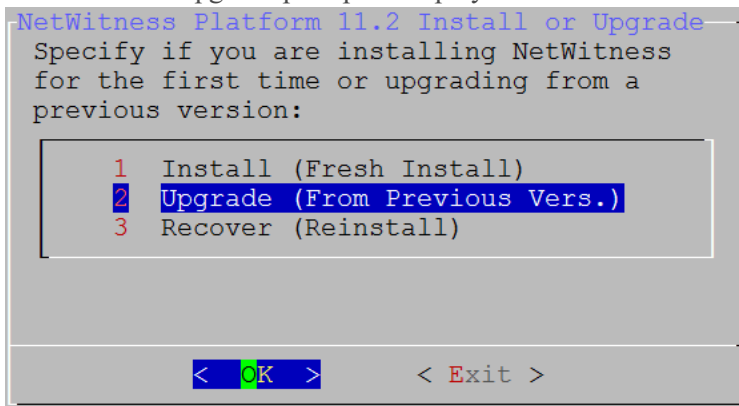 NetWitness Platform 11.2 Install or Upgrade
Specify if you are installing NetWitness
for the first time or upgrading from a
previous version:
1 Install (Fresh Install)
2 Upgrade (From Previous Vers.)
3 Recover (Reinstall)
< OK > < Exit >